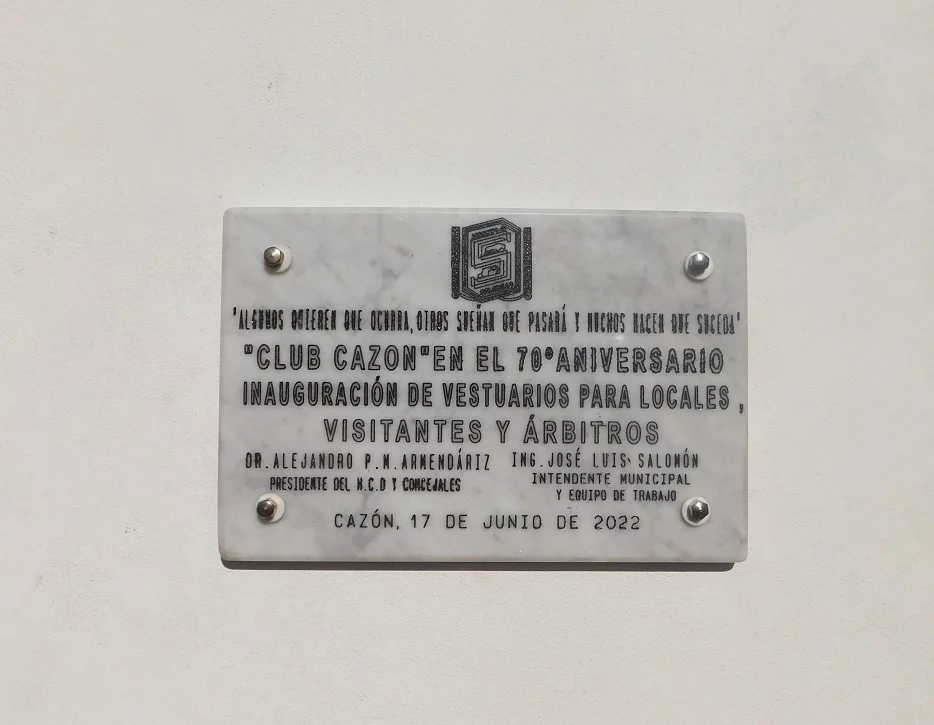 "ALGUNOS QUIEREN QUE OCURRA, OTROS SUEÑAN QUE PASARÁ Y MUCHOS HACEN QUE SUCEDA"
"CLUB CAZON" EN EL 70º ANIVERSARIO
INAUGURACIÓN DE VESTUARIOS PARA LOCALES,
VISITANTES Y ÁRBITROS
DR. ALEJANDRO P. M. ARMENDÁRIZ ING. JOSÉ LUIS SALOMÓN
PRESIDENTE DEL H.C.D Y CONCEJALES INTENDENTE MUNICIPAL
Y EQUIPO DE TRABAJO
CAZÓN, 17 DE JUNIO DE 2022